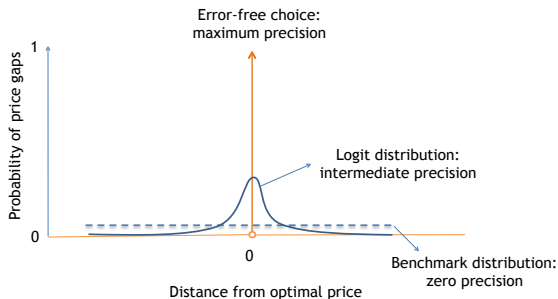 Error-free choice:
maximum precision
1
Probability of price gaps
Logit distribution:
intermediate precision
0
0
Benchmark distribution:
zero precision
Distance from optimal price